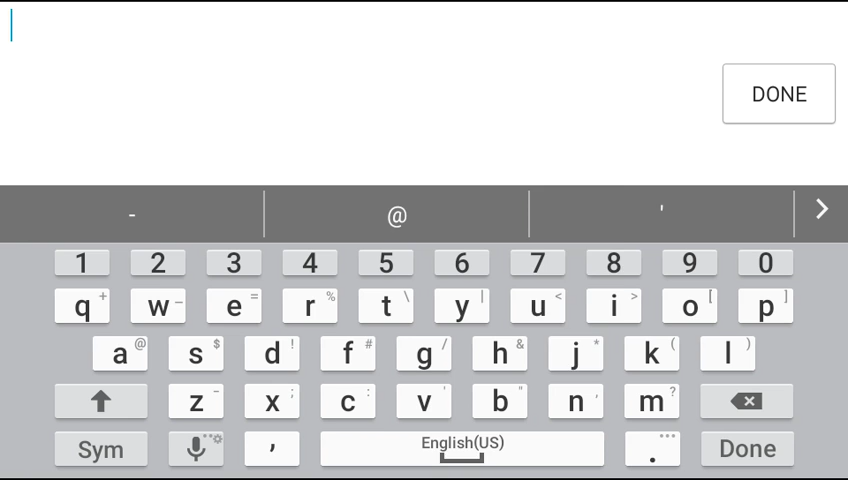 DONE
- @ '
1 2 3 4 5 6 7 8 9 0
q + w – e = r % t \ y | u < i > o [ p ]
a @ s $ d ! f # g / h & j * k ( l )
z - x ; c : v ' b " n , m ?
Sym , English(US) . ... Done